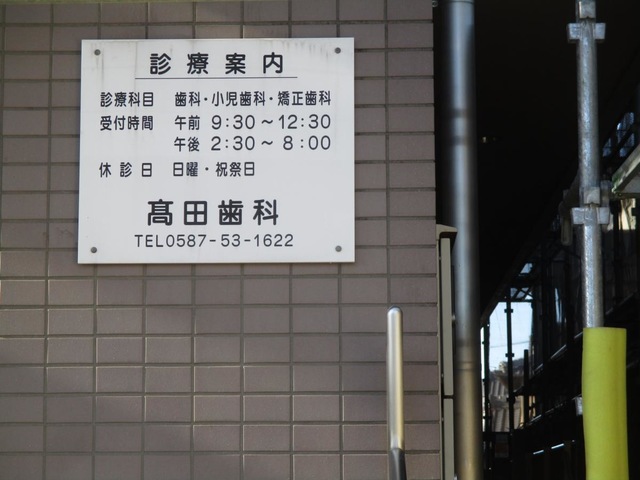 診療案内
診療科目 歯科・小児歯科・矯正歯科
受付時間 午前 9:30～12:30
午後 2:30～8:00
休診日 日曜・祝祭日
髙田歯科
TEL0587-53-1622